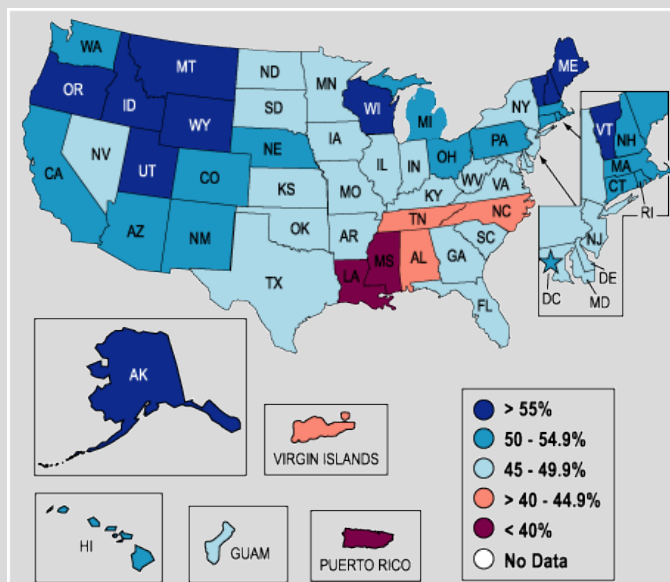 WA
MT
ND
MN
ME
OR
ID
SD
WI
NY
WY
MI
VT
NH
IA
NE
PA
MA
NV
UT
IL
IN
OH
CT
CA
CO
WV
VA
RI
KS
MO
KY
NC
TN
OK
AR
SC
NJ
AZ
NM
MS
AL
GA
DE
LA
DC
MD
TX
FL
AK
VIRGIN ISLANDS
HI
GUAM
PUERTO RICO
> 55%
50 - 54.9%
45 - 49.9%
> 40 - 44.9%
< 40%
No Data